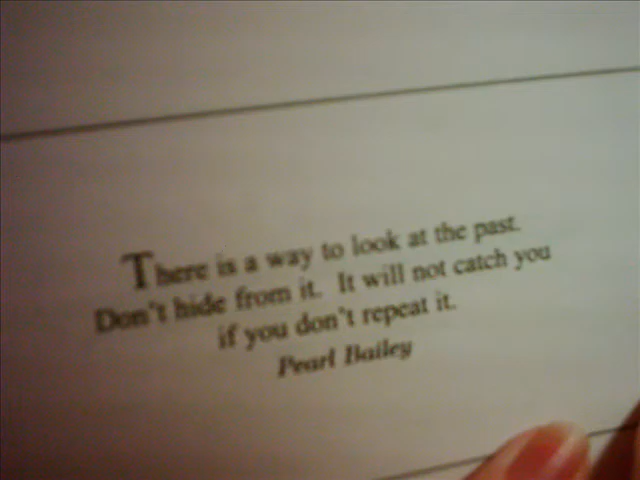 There is a way to look at the past.
Don't hide from it. It will not catch you
if you don't repeat it.
Pearl Bailey